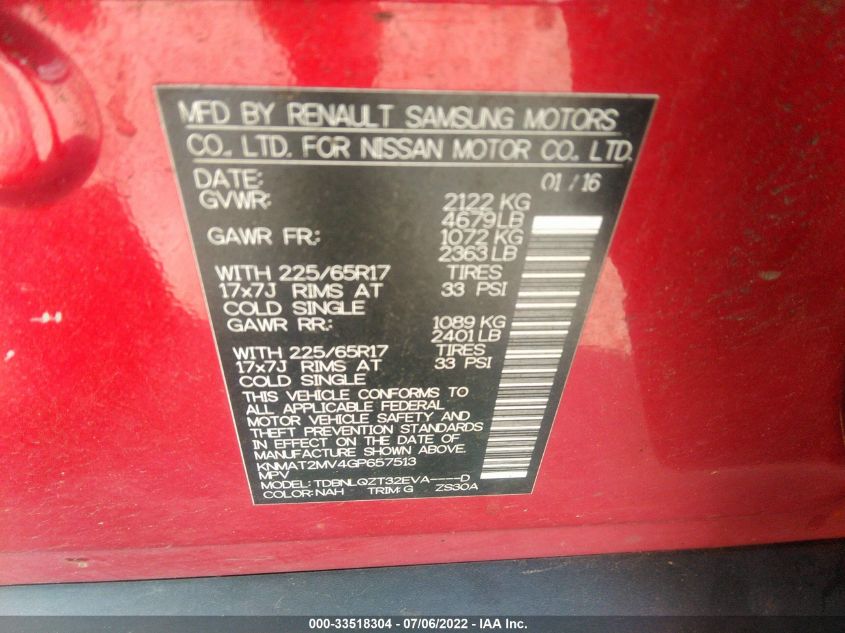 MFD BY RENAULT SAMSUNG MOTORS
CO., LTD. FOR NISSAN MOTOR CO., LTD.
DATE: 01 / 16
GVWR: 2122 KG
4679 LB
GAWR FR.: 1072 KG
2363 LB
WITH 225/65R17 TIRES
17x7J RIMS AT 33 PSI
COLD SINGLE
GAWR RR.: 1089 KG
2401 LB
WITH 225/65R17 TIRES
17x7J RIMS AT 33 PSI
COLD SINGLE
THIS VEHICLE CONFORMS TO
ALL APPLICABLE FEDERAL
MOTOR VEHICLE SAFETY AND
THEFT PREVENTION STANDARDS
IN EFFECT ON THE DATE OF
MANUFACTURE SHOWN ABOVE.
KNMAT2MV4GP657513
MPV
MODEL: TDBNLQZT32EVA----D
COLOR: NAH TRIM: G ZS30A
000-33518304 - 07/06/2022 - IAA Inc.